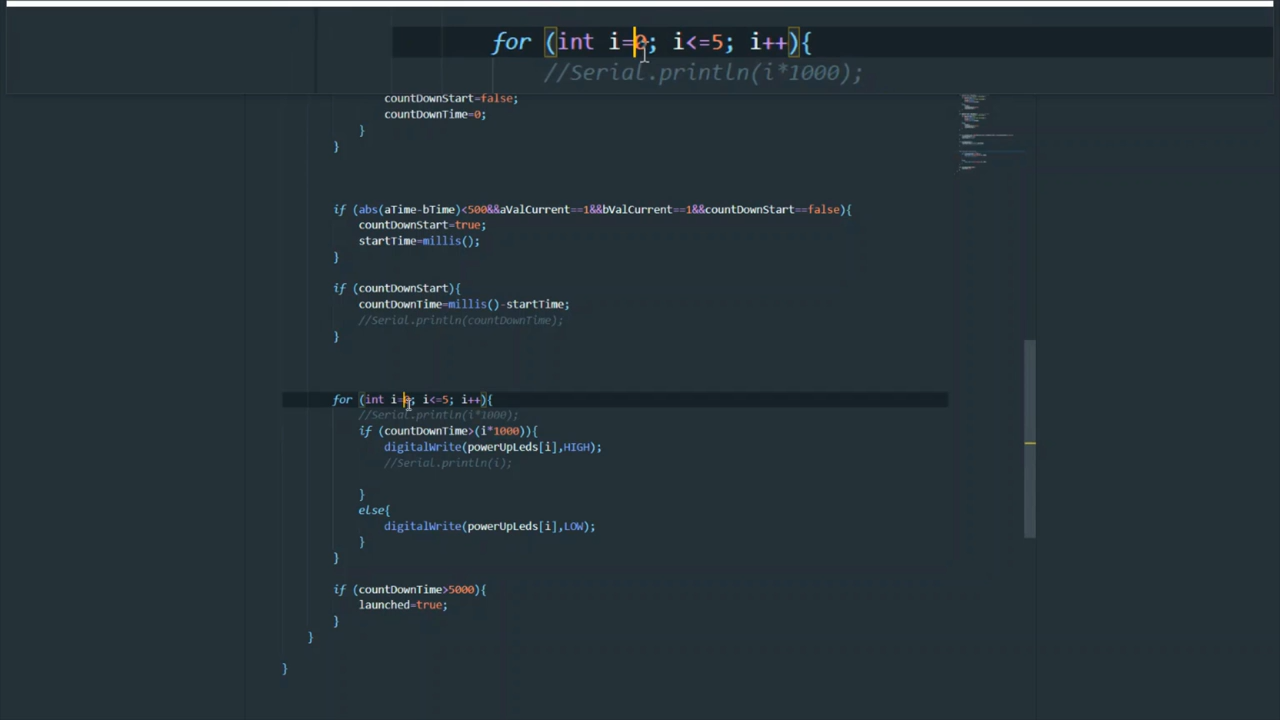 for (int i=0; i<=5; i++){
//Serial.println(i*1000);
countDownStart=false;
countDownTime=0;
}
}
if (abs(aTime-bTime)<500&&aValCurrent==1&&bValCurrent==1&&countDownStart==false){
countDownStart=true;
startTime=millis();
}
if (countDownStart){
countDownTime=millis()-startTime;
//Serial.println(countDownTime);
}
for (int i=0; i<=5; i++){
//Serial.println(i*1000);
if (countDownTime>(i*1000)){
digitalWrite(powerUpLeds[i],HIGH);
//Serial.println(i);
}
else{
digitalWrite(powerUpLeds[i],LOW);
}
}
if (countDownTime>5000){
launched=true;
}
}
}